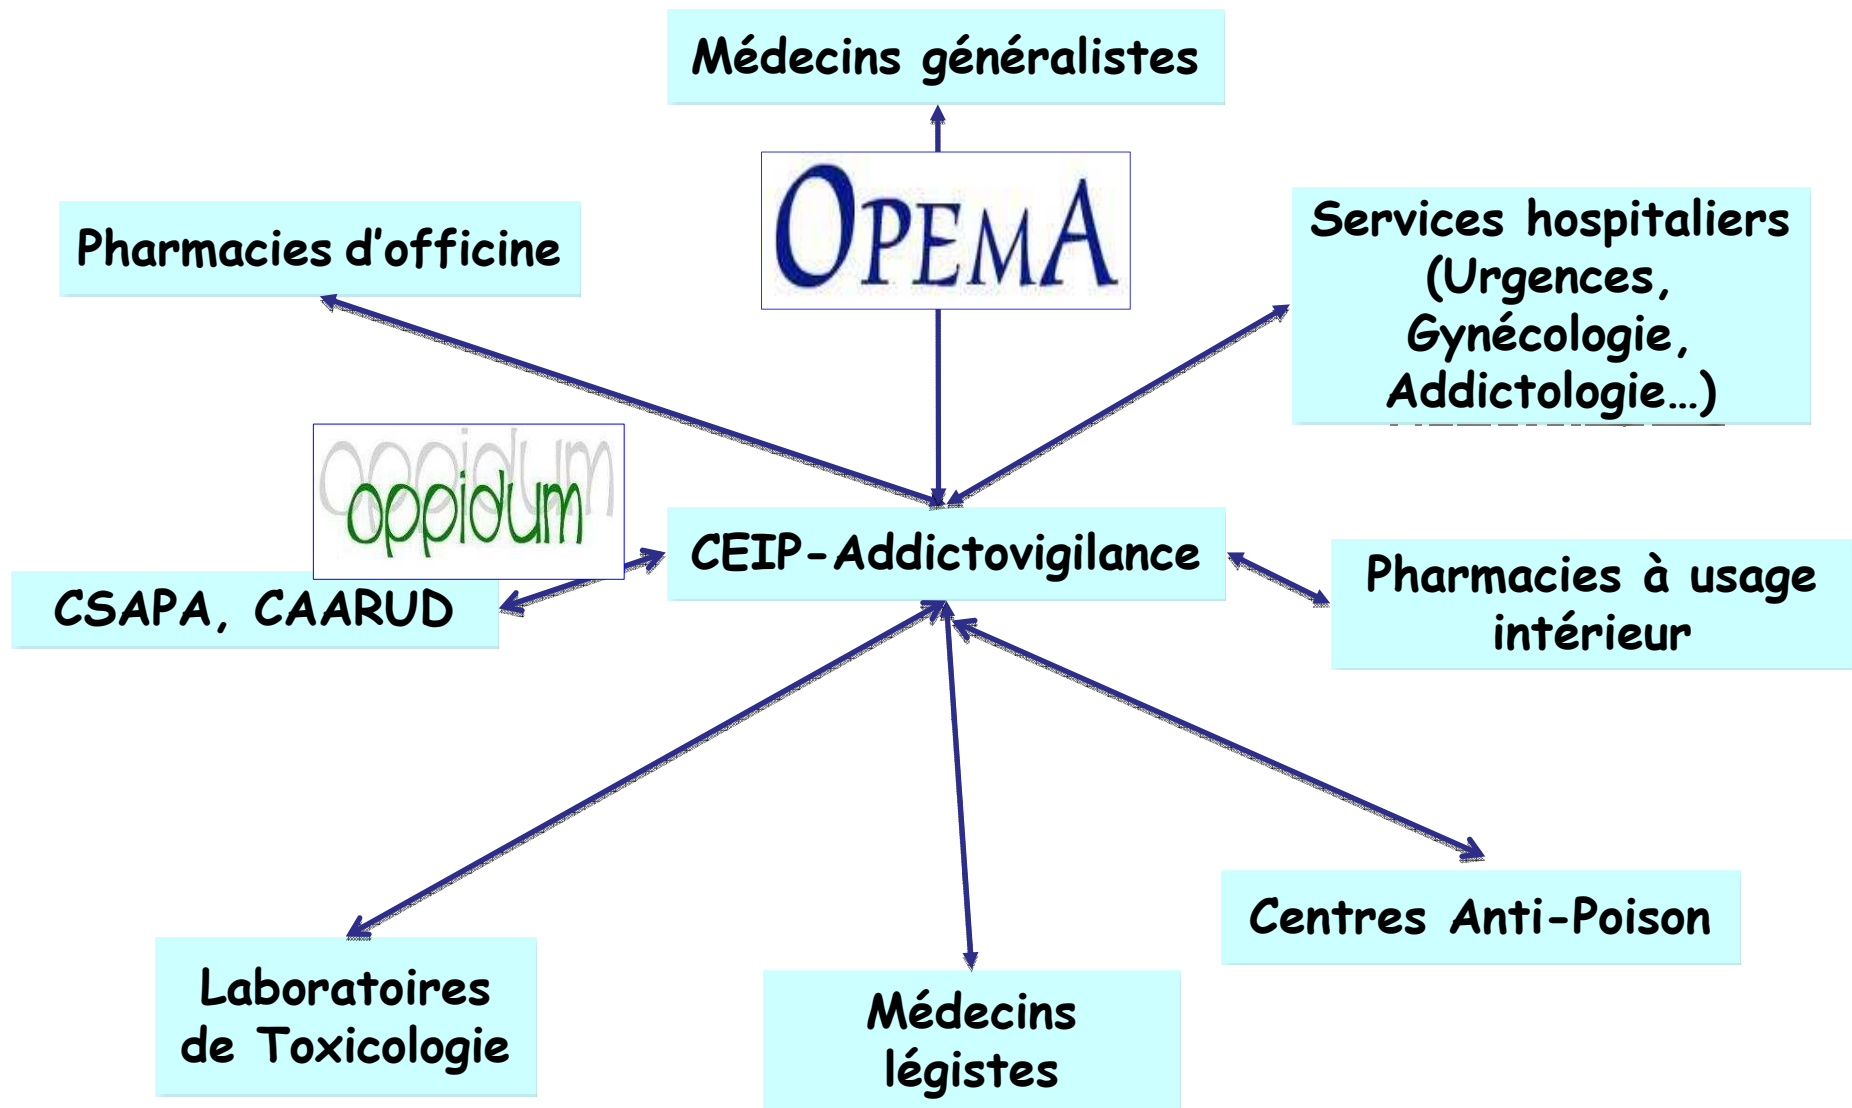 Médecins généralistes
OPEMA
Pharmacies d'officine
Services hospitaliers
(Urgences,
Gynécologie,
Addictologie…)
oppidum
oppidum
CEIP-Addictovigilance
CSAPA, CAARUD
Pharmacies à usage
intérieur
Centres Anti-Poison
Laboratoires
de Toxicologie
Médecins
légistes